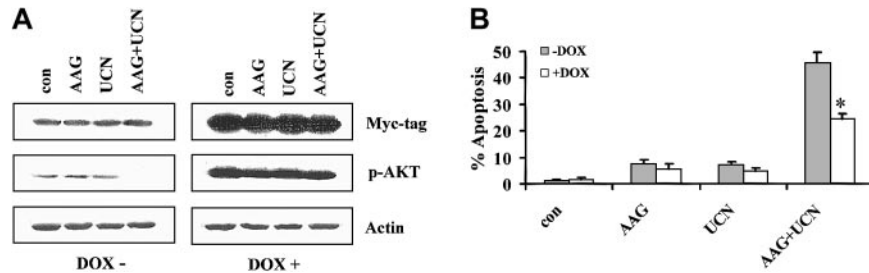 A
con AAG UCN AAG+UCN
con AAG UCN AAG+UCN
Myc-tag
p-AKT
Actin
DOX -
DOX +
B
-DOX
+DOX
% Apoptosis
50
40
30
20
10
0
*
con AAG UCN AAG+UCN